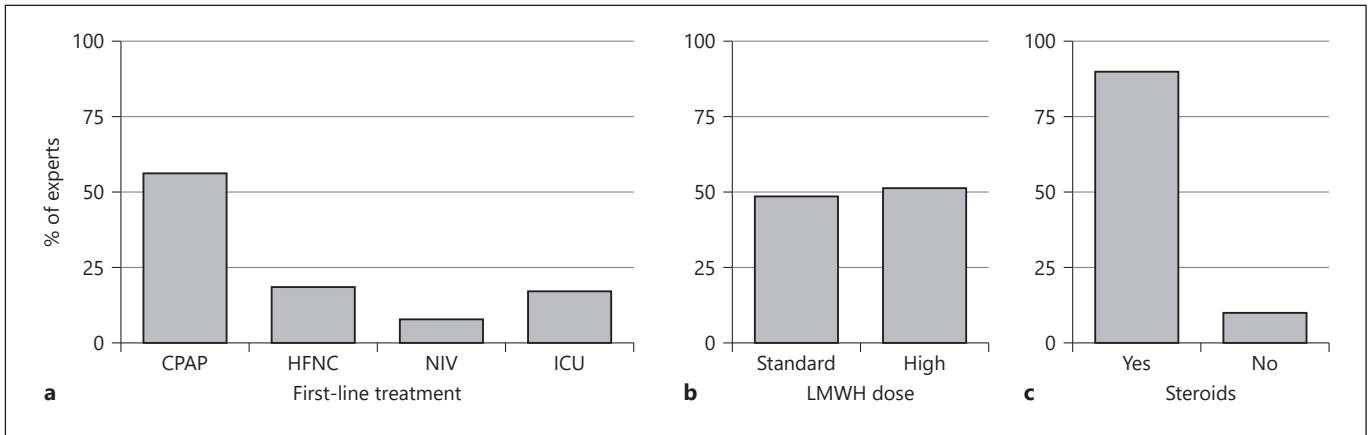 % of experts
100
75
50
25
0
CPAP HFNC NIV ICU
a First-line treatment
100
75
50
25
0
Standard High
b LMWH dose
100
75
50
25
0
Yes No
c Steroids